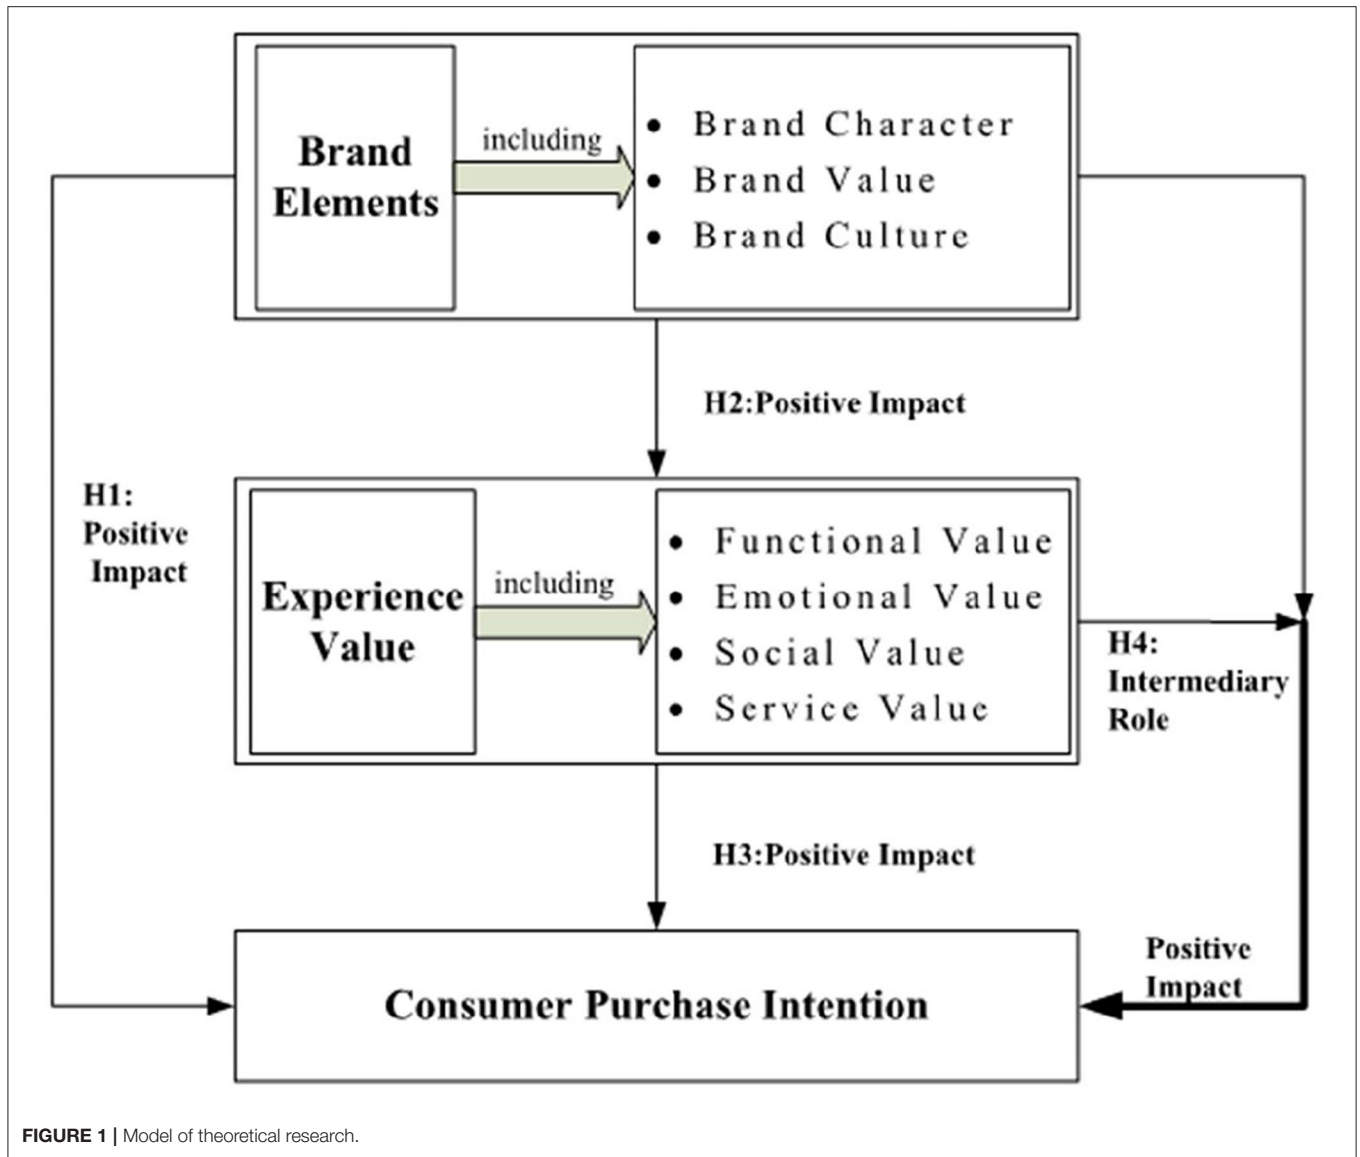 Brand
Elements
including
• Brand Character
• Brand Value
• Brand Culture
H2:Positive Impact
H1:
Positive
Impact
Experience
Value
including
• Functional Value
• Emotional Value
• Social Value
• Service Value
H4:
Intermediary
Role
H3:Positive Impact
Positive
Impact
Consumer Purchase Intention
FIGURE 1 | Model of theoretical research.